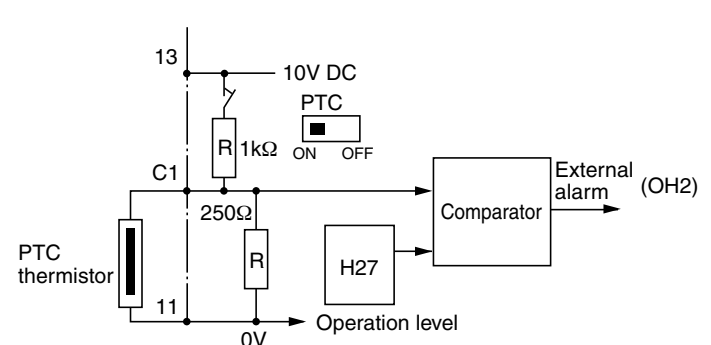 13
10V DC
PTC
R 1kΩ
ON OFF
C1
External
alarm
(OH2)
250Ω
Comparator
PTC
thermistor
R
H27
11
Operation level
0V